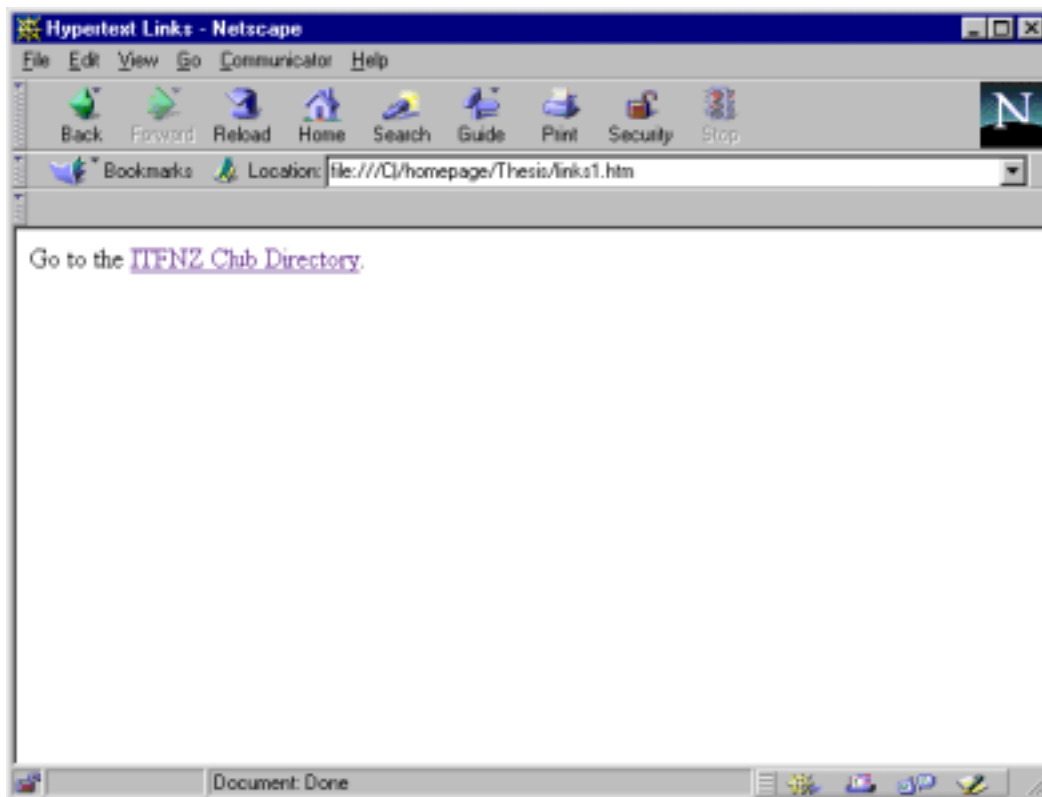 Hypertext Links - Netscape
File Edit View Go Communicator Help
Back Forward Reload Home Search Guide Print Security Stop
N
Bookmarks Location: file:///C|/homepage/Thesis/links1.htm
Go to the ITFNZ Club Directory.
Document: Done